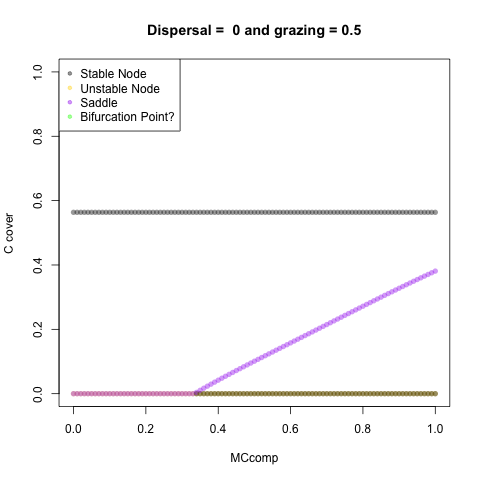 Dispersal =  0 and grazing = 0.5
Stable Node
Unstable Node
Saddle
Bifurcation Point?
C cover
1.0
0.8
0.6
0.4
0.2
0.0
0.0 0.2 0.4 0.6 0.8 1.0
MCcomp